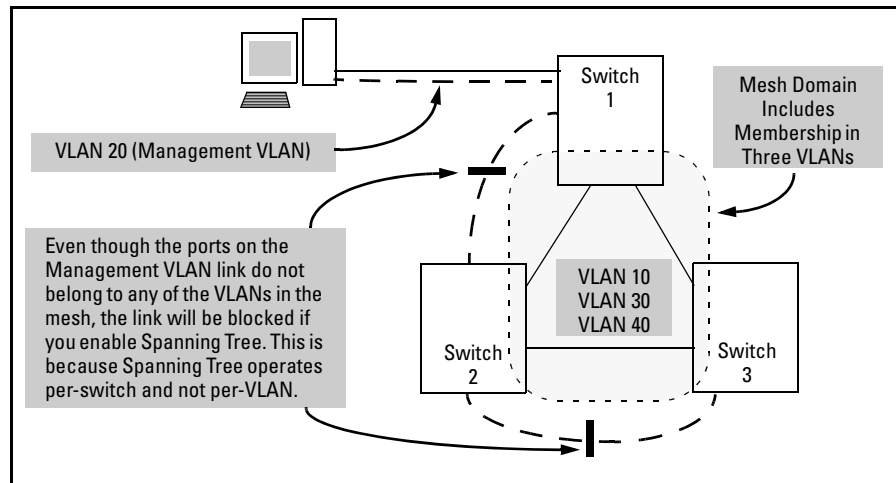 Switch
1
Mesh Domain
Includes
Membership in
Three VLANs
VLAN 20 (Management VLAN)
Even though the ports on the
Management VLAN link do not
belong to any of the VLANs in the
mesh, the link will be blocked if
you enable Spanning Tree. This is
because Spanning Tree operates
per-switch and not per-VLAN.
VLAN 10
VLAN 30
VLAN 40
Switch
2
Switch
3